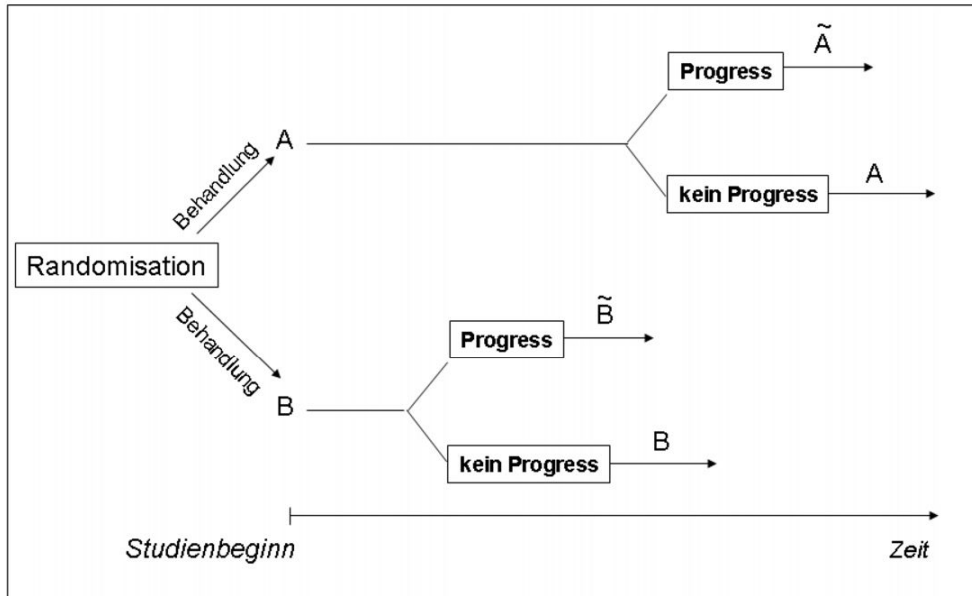 Ã
Progress
A
Behandlung
kein Progress
A
Randomisation
Behandlung
B̃
Progress
B
kein Progress
B
Studienbeginn
Zeit